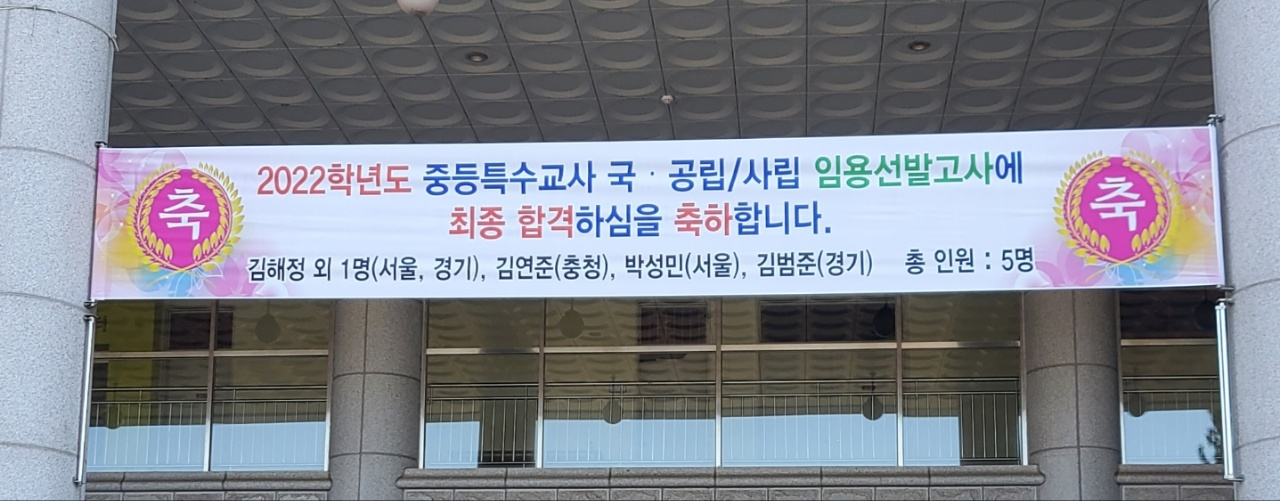 축
2022학년도 중등특수교사 국·공립/사립 임용선발고사에
최종 합격하심을 축하합니다.
김해정 외 1명(서울, 경기), 김연준(충청), 박성민(서울), 김범준(경기) 총 인원 : 5명
축